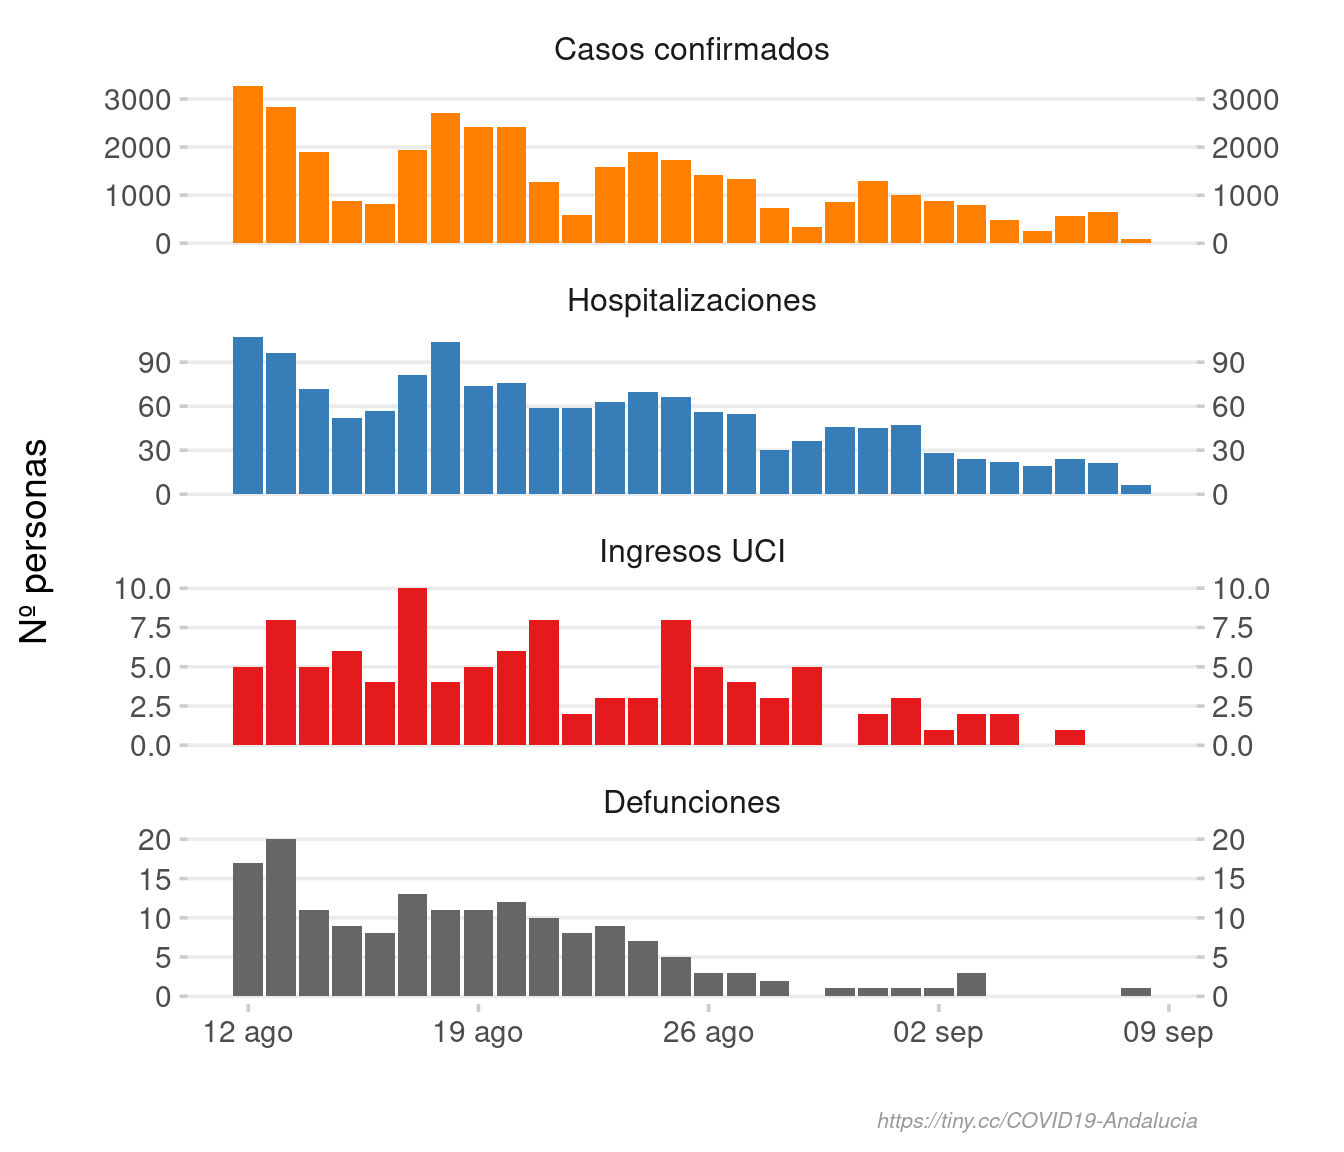 Casos confirmados
3000 3000
2000 2000
1000 1000
0 0
Hospitalizaciones
90 90
60 60
30 30
0 0
Nº personas
Ingresos UCI
10.0 10.0
7.5 7.5
5.0 5.0
2.5 2.5
0.0 0.0
Defunciones
20 20
15 15
10 10
5 5
0 0
12 ago 19 ago 26 ago 02 sep 09 sep
https://tiny.cc/COVID19-Andalucia